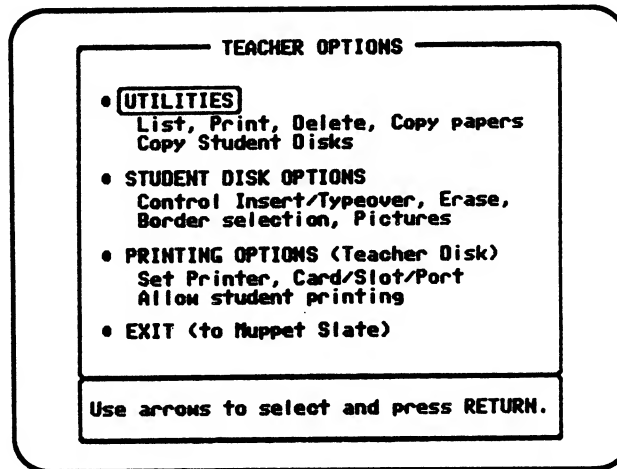 TEACHER OPTIONS
• UTILITIES
List, Print, Delete, Copy papers
Copy Student Disks
• STUDENT DISK OPTIONS
Control Insert/Typeover, Erase,
Border selection, Pictures
• PRINTING OPTIONS (Teacher Disk)
Set Printer, Card/Slot/Port
Allow student printing
• EXIT (to Muppet Slate)
Use arrows to select and press RETURN.